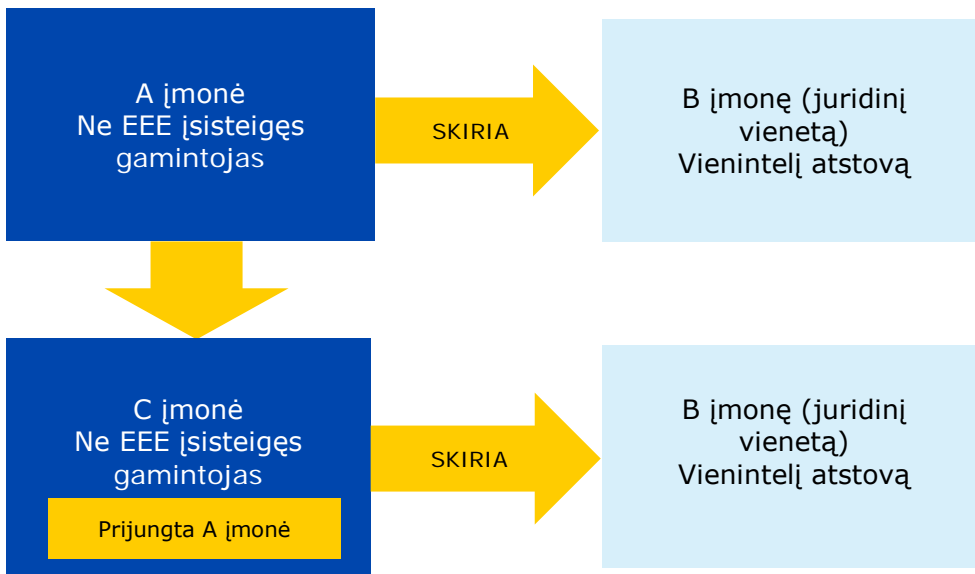 A įmonė
Ne EEE įsisteigęs
gamintojas
SKIRIA
B įmonę (juridinį
vienetą)
Vienintelį atstovą
C įmonė
Ne EEE įsisteigęs
gamintojas
Prijungta A įmonė
SKIRIA
B įmonę (juridinį
vienetą)
Vienintelį atstovą